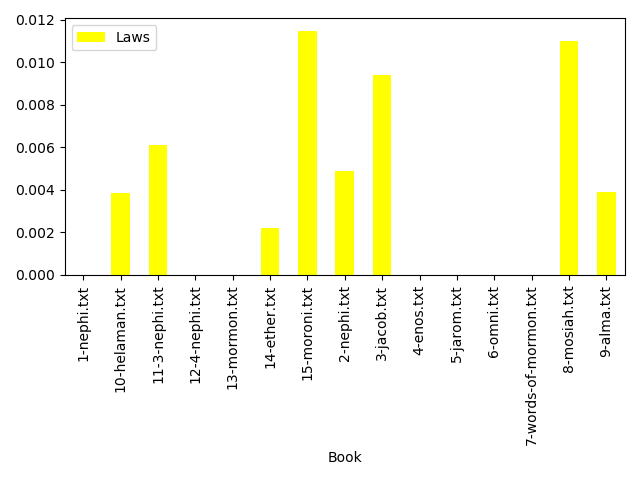 0.012
0.010
0.008
0.006
0.004
0.002
0.000
Laws
1-nephi.txt
10-helaman.txt
11-3-nephi.txt
12-4-nephi.txt
13-mormon.txt
14-ether.txt
15-moroni.txt
2-nephi.txt
3-jacob.txt
4-enos.txt
5-jarom.txt
6-omni.txt
7-words-of-mormon.txt
8-mosiah.txt
9-alma.txt
Book